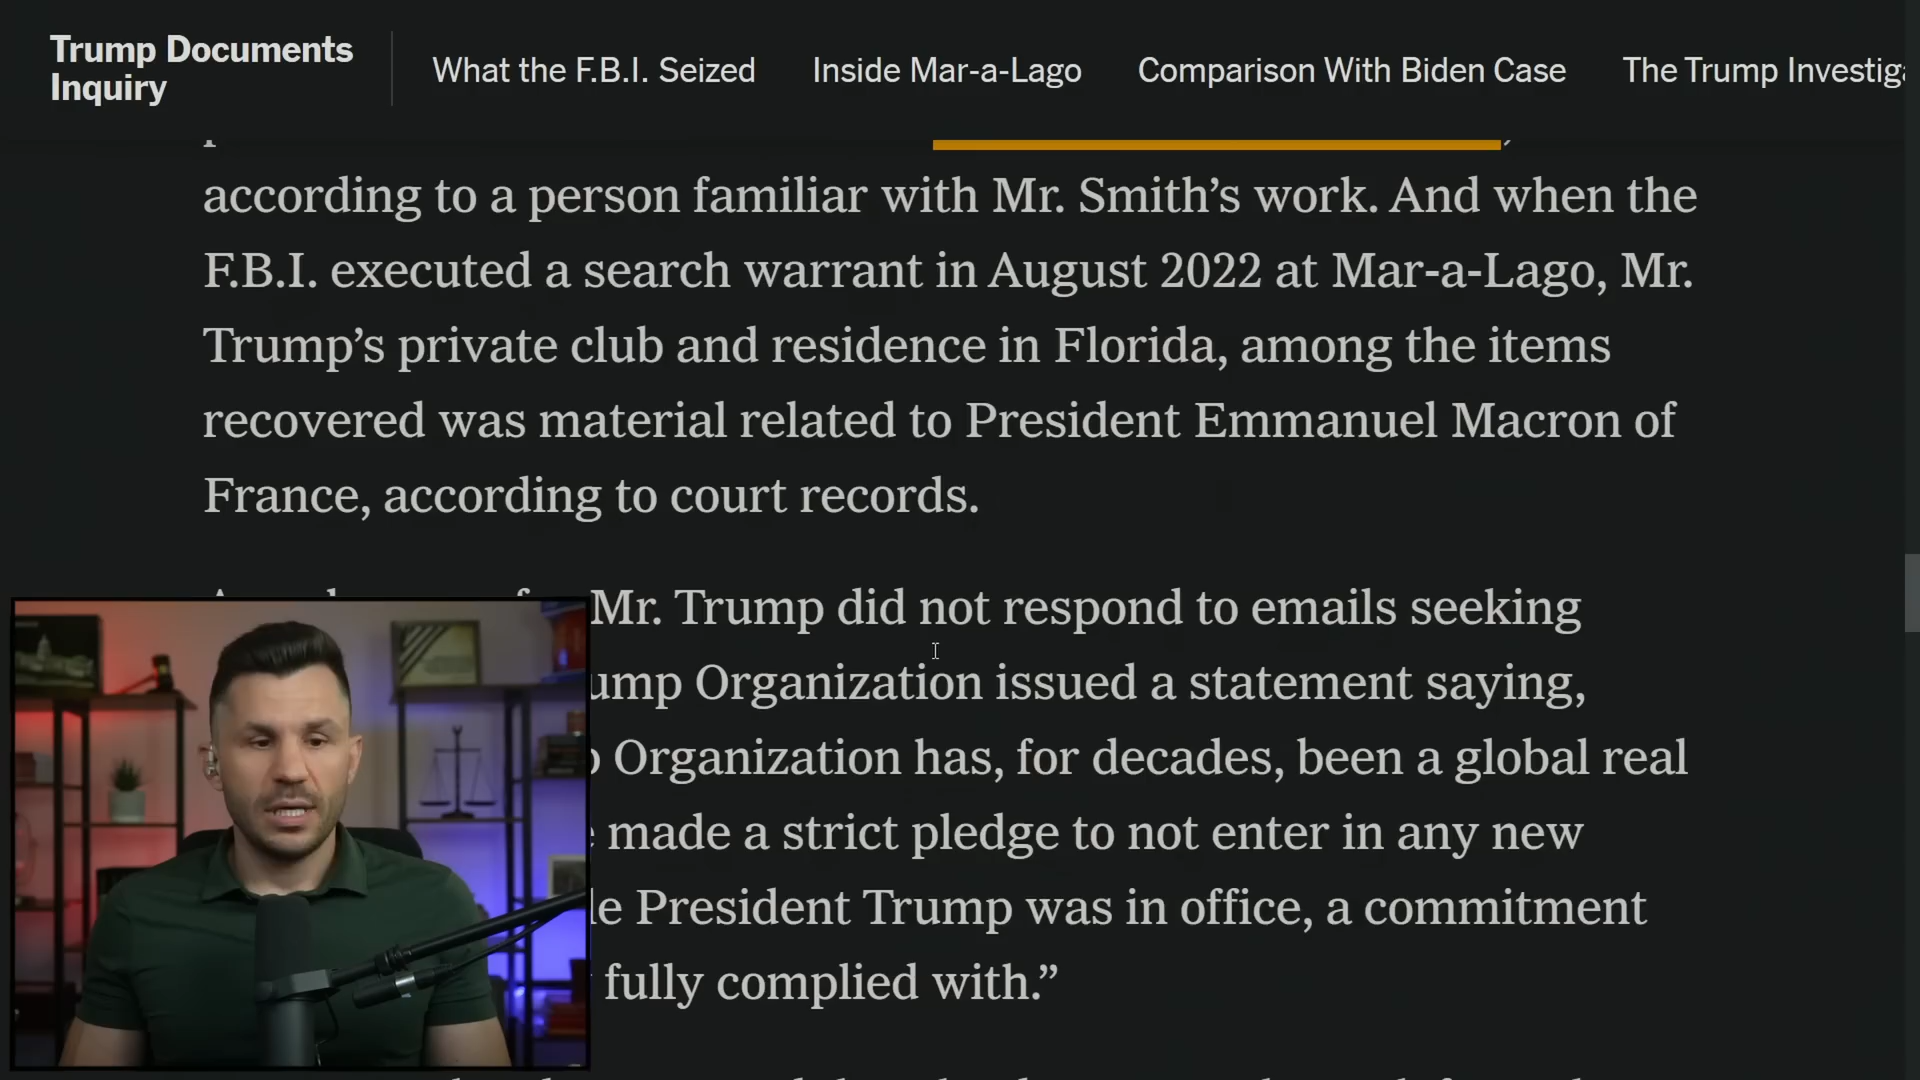 Trump Documents
Inquiry
What the F.B.I. Seized
Inside Mar-a-Lago
Comparison With Biden Case
The Trump
according to a person familiar with Mr. Smith’s work. And when the
F.B.I. executed a search warrant in August 2022 at Mar-a-Lago, Mr.
Trump’s private club and residence in Florida, among the items
recovered was material related to President Emmanuel Macron of
France, according to court records.
Mr. Trump did not respond to emails seeking
Organization issued a statement saying,
Organization has, for decades, been a global real
made a strict pledge to not enter in any new
President Trump was in office, a commitment
fully complied with.”